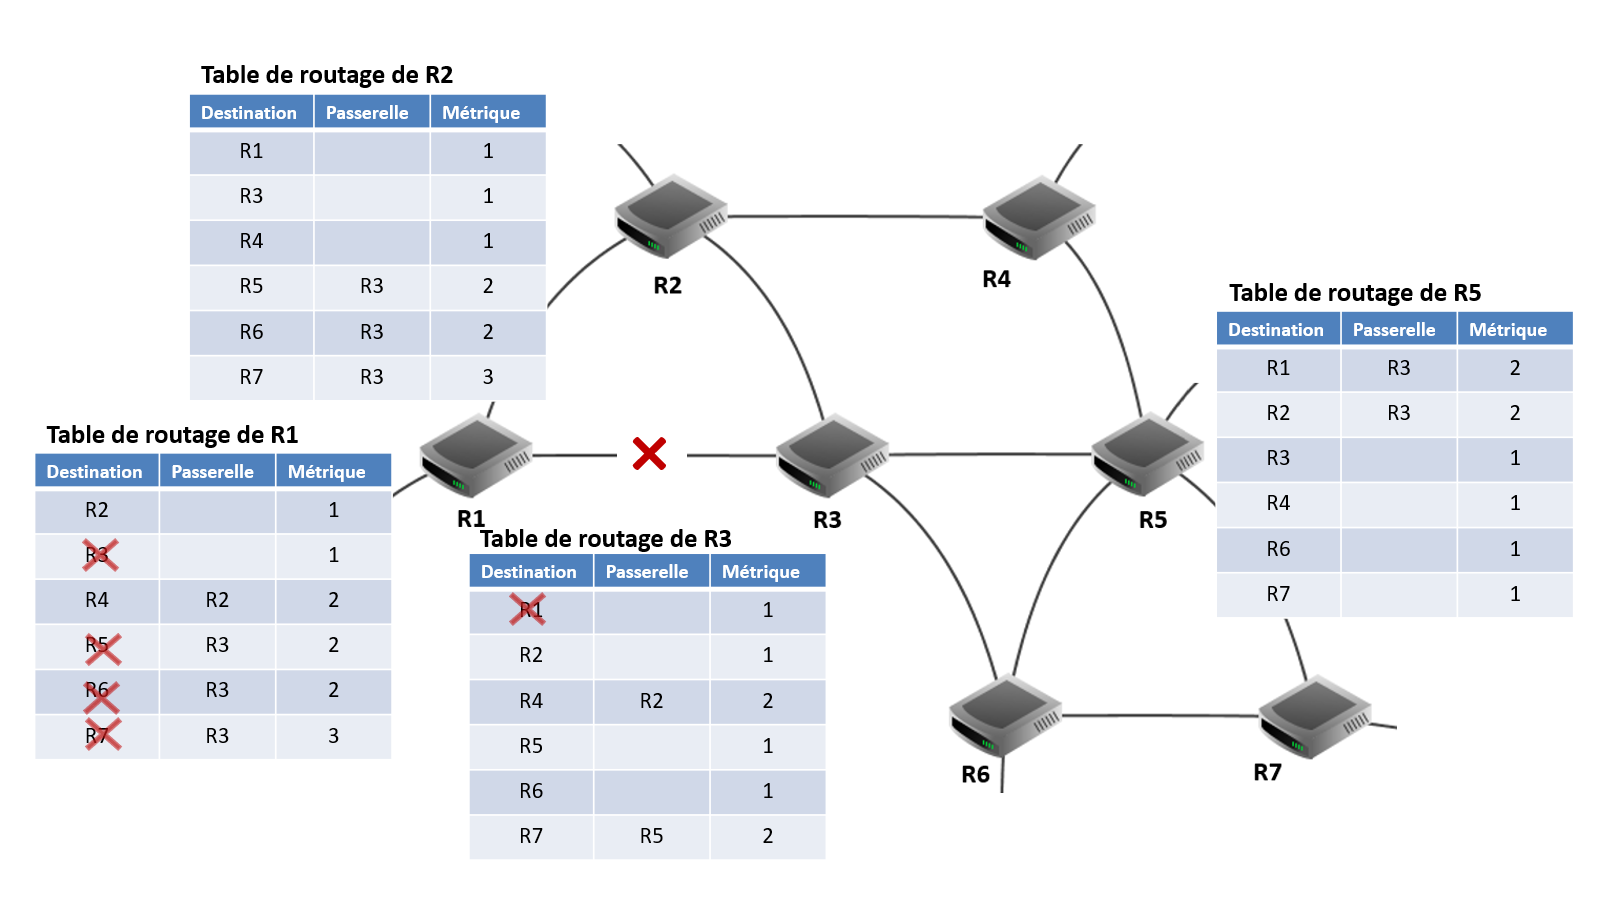 Table de routage de R2
Destination Passerelle Métrique
R1 1
R3 1
R4 1
R5 R3 2
R6 R3 2
R7 R3 3
R2
R4
Table de routage de R5
Destination Passerelle Métrique
R1 R3 2
R2 R3 2
R3 1
R4 1
R6 1
R7 1
Table de routage de R1
Destination Passerelle Métrique
R2 1
R3 1
R4 R2 2
R5 R3 2
R6 R3 2
R7 R3 3
R1
R3
R5
Table de routage de R3
Destination Passerelle Métrique
R1 1
R2 1
R4 R2 2
R5 1
R6 1
R7 R5 2
R6
R7